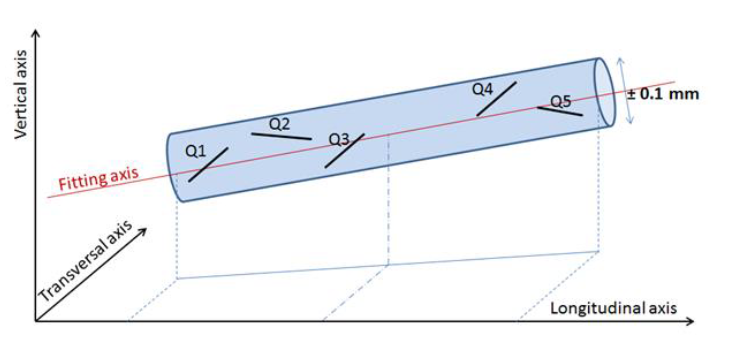 Vertical axis
Q1
Q2
Q3
Q4
Q5
± 0.1 mm
Fitting axis
Transversal axis
Longitudinal axis